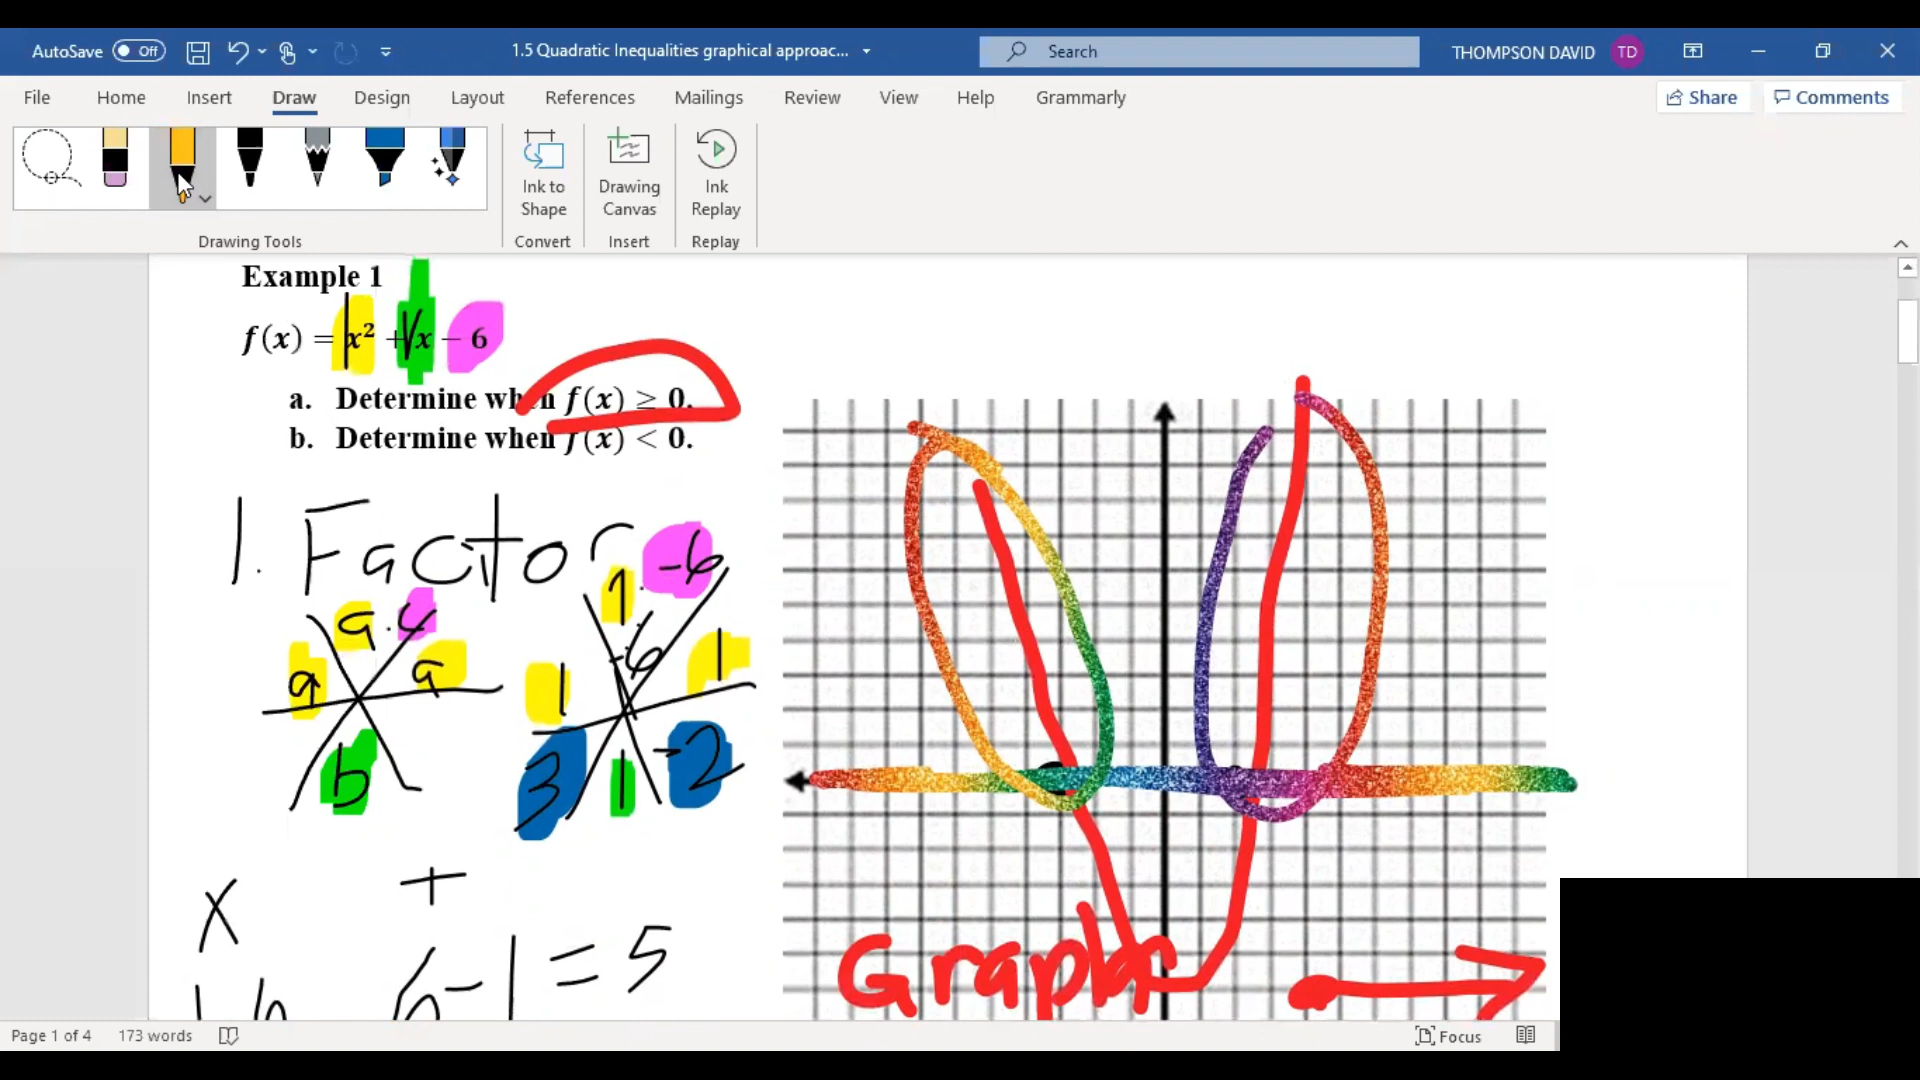 AutoSave Off 1.5 Quadratic Inequalities graphical approac... Search THOMPSON DAVID TD
File Home Insert Draw Design Layout References Mailings Review View Help Grammarly Share Comments
Ink to Shape
Drawing Canvas
Ink Replay
Drawing Tools Convert Insert Replay
Example 1
f(x) = |x² + 1x − 6
a. Determine when f(x) ≥ 0.
b. Determine when f(x) < 0.
1. Factor
a.c
a a
b
1.-6
-6
1 1
3 1 -2
x +
6-1=5
Graph
Page 1 of 4 173 words Focus